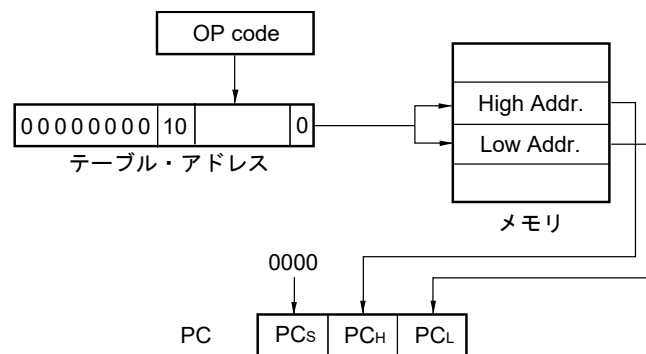 OP code
00000000 10 0
High Addr.
Low Addr.
テーブル・アドレス
メモリ
0000
PC PCS PCH PCL